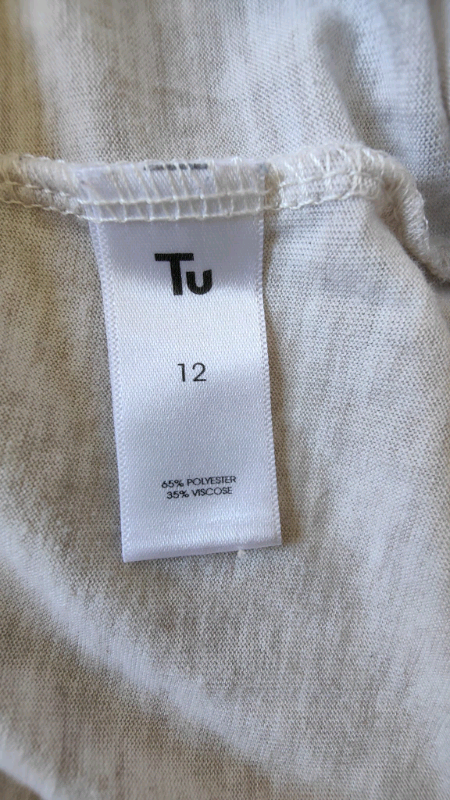 Tu
12
65% POLYESTER
35% VISCOSE